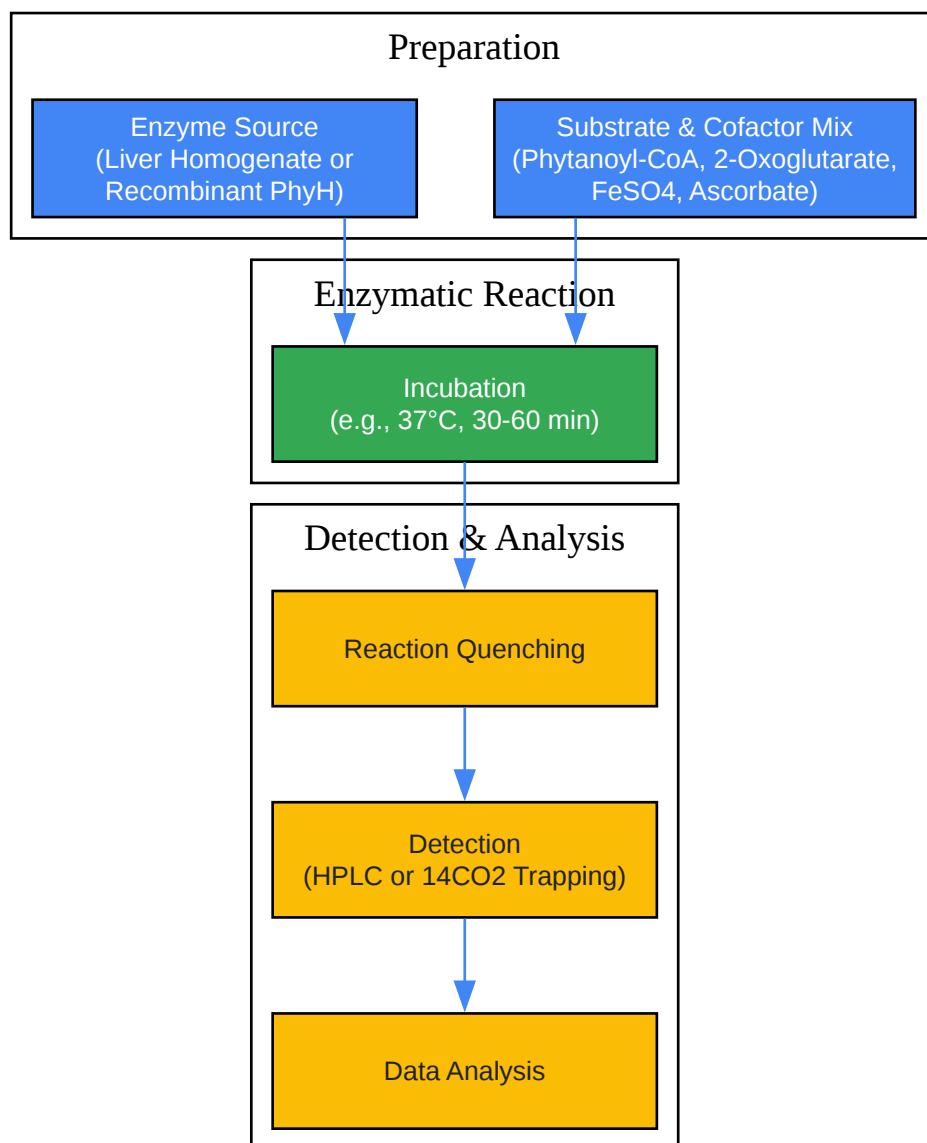 Preparation
Enzyme Source
(Liver Homogenate or
Recombinant PhyH)
Substrate & Cofactor Mix
(Phytanoyl-CoA, 2-Oxoglutarate,
FeSO4, Ascorbate)
Enzymatic Reaction
Incubation
(e.g., 37°C, 30-60 min)
Detection & Analysis
Reaction Quenching
Detection
(HPLC or 14CO2 Trapping)
Data Analysis